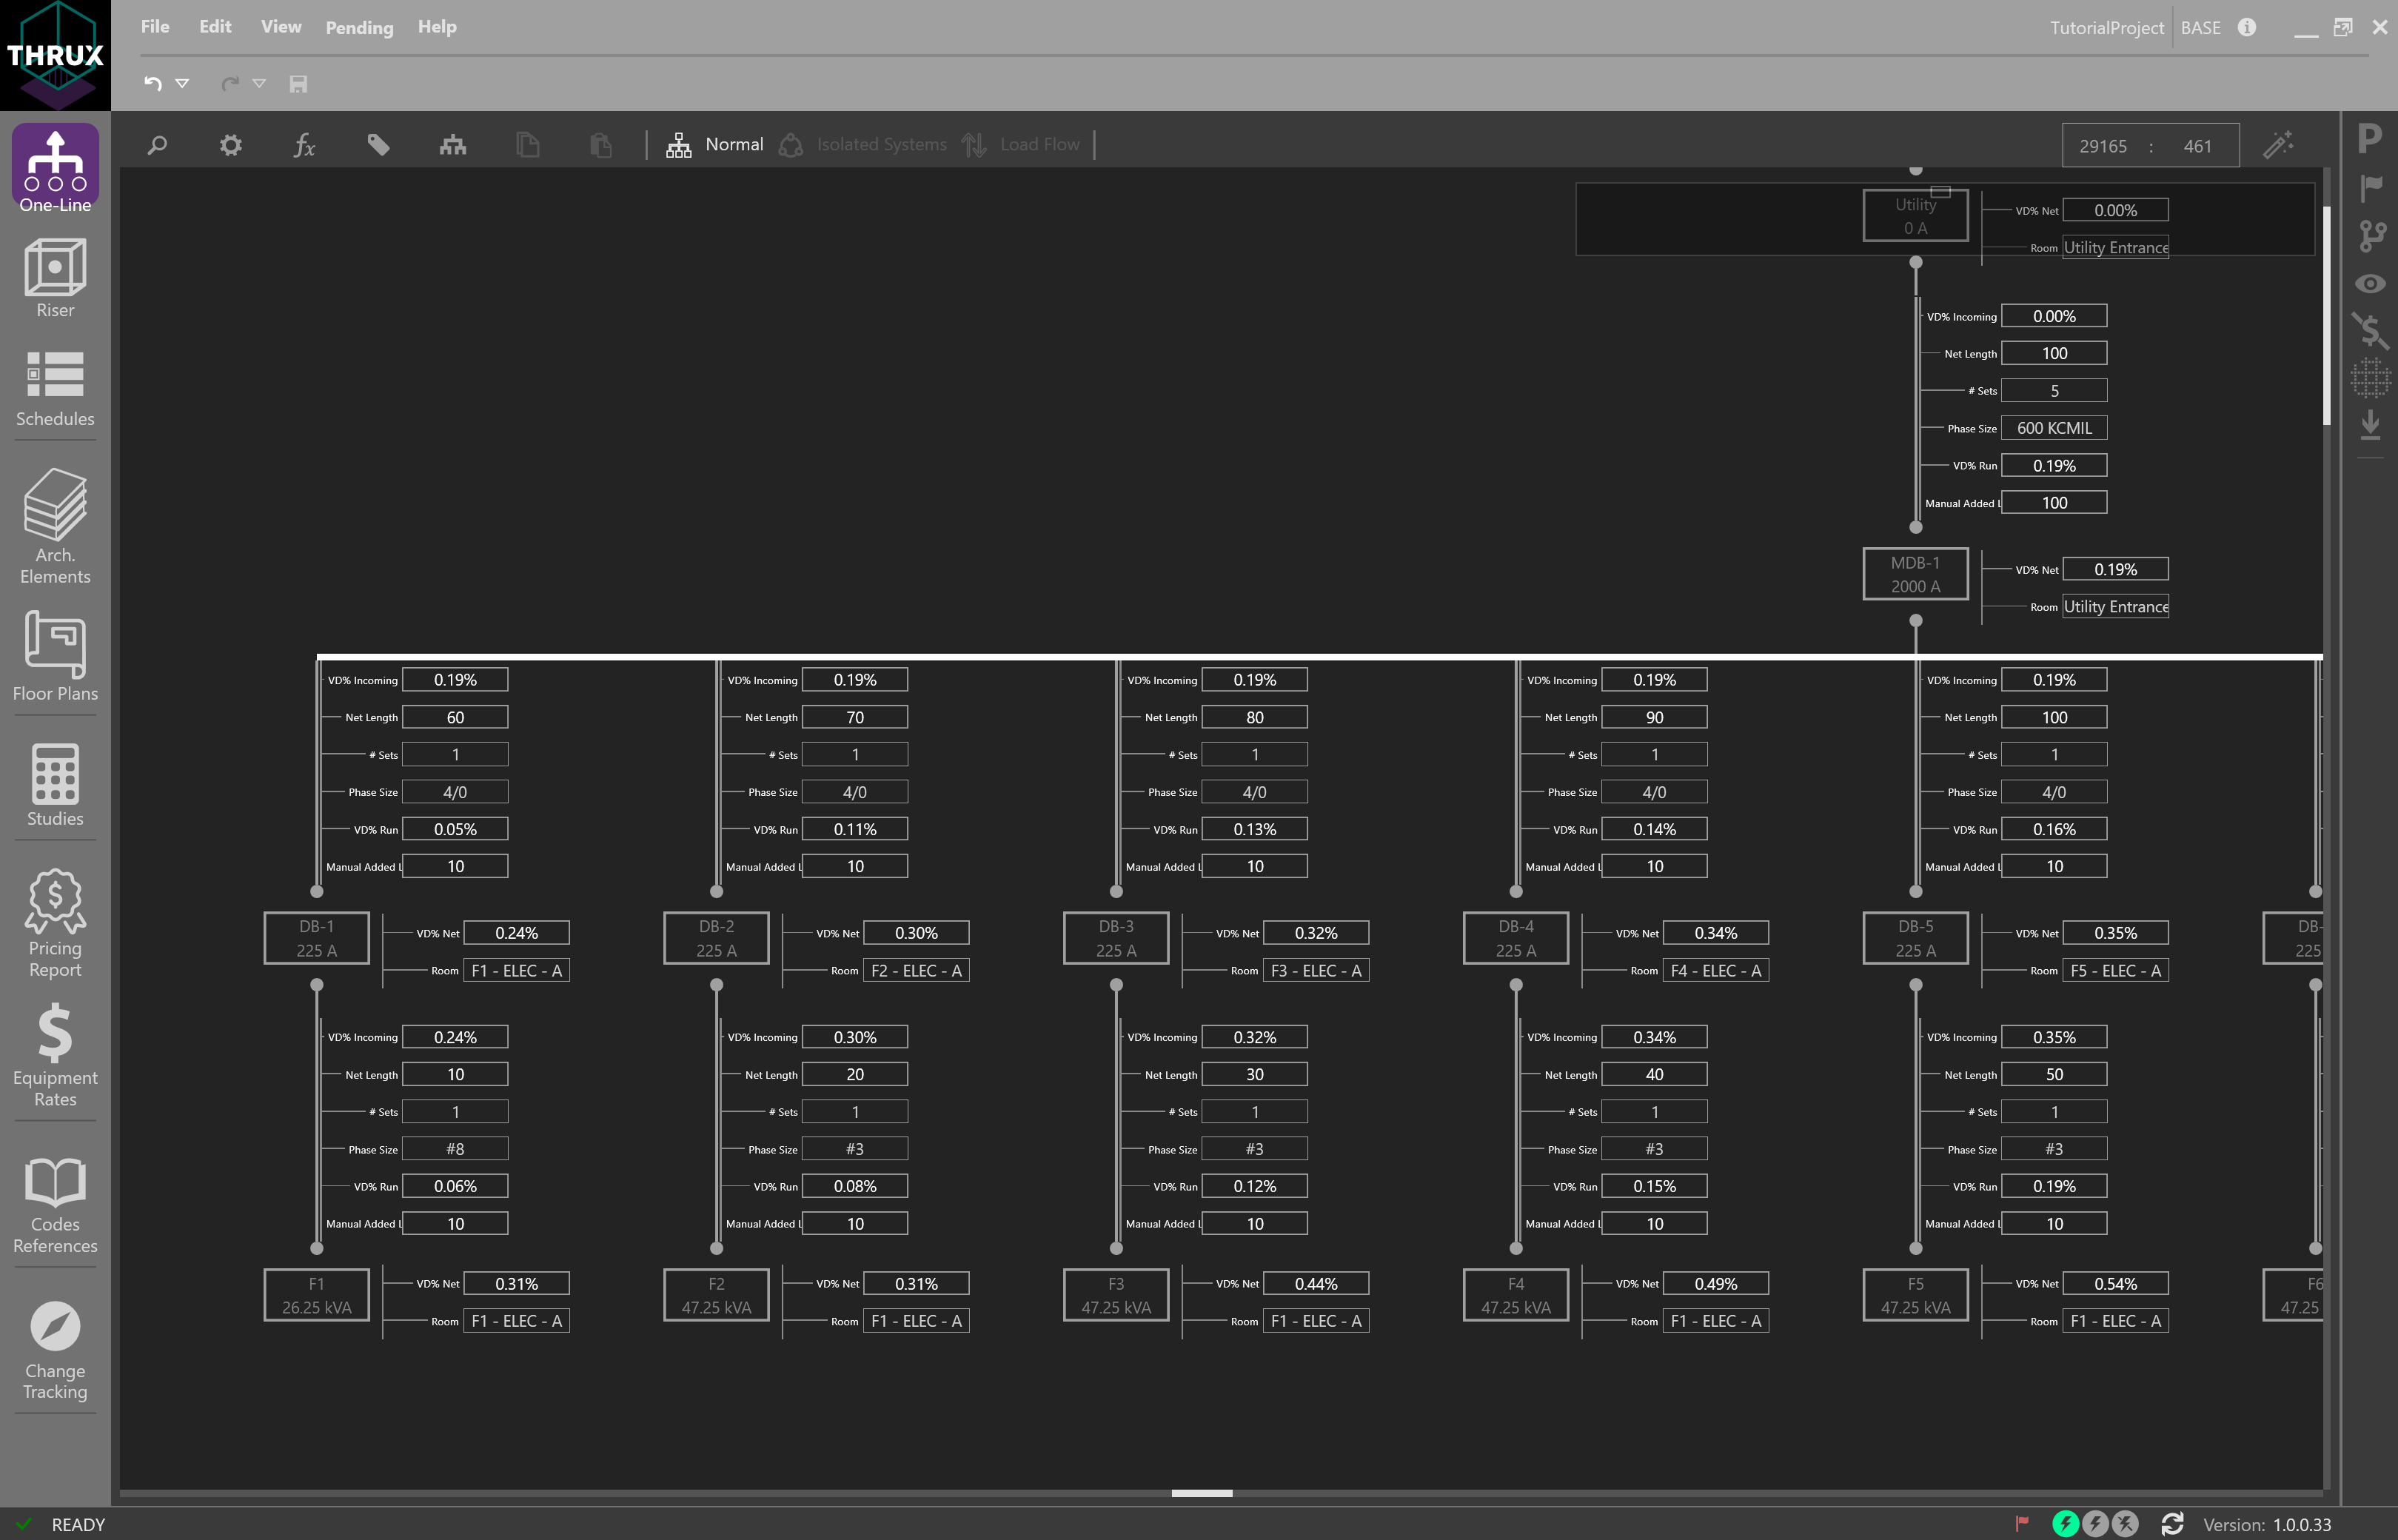 THRUX
File Edit View Pending Help
TutorialProject BASE
One-Line
Riser
Schedules
Arch.
Elements
Floor Plans
Studies
Pricing
Report
Equipment
Rates
Codes
References
Change
Tracking
fx Normal Isolated Systems Load Flow
29165 : 461
P
Utility
0 A
VD% Net 0.00%
Room Utility Entrance
VD% Incoming 0.00%
Net Length 100
# Sets 5
Phase Size 600 KCMIL
VD% Run 0.19%
Manual Added L 100
MDB-1
2000 A
VD% Net 0.19%
Room Utility Entrance
VD% Incoming 0.19% VD% Incoming 0.19% VD% Incoming 0.19% VD% Incoming 0.19% VD% Incoming 0.19%
Net Length 60 Net Length 70 Net Length 80 Net Length 90 Net Length 100
# Sets 1 # Sets 1 # Sets 1 # Sets 1 # Sets 1
Phase Size 4/0 Phase Size 4/0 Phase Size 4/0 Phase Size 4/0 Phase Size 4/0
VD% Run 0.05% VD% Run 0.11% VD% Run 0.13% VD% Run 0.14% VD% Run 0.16%
Manual Added L 10 Manual Added L 10 Manual Added L 10 Manual Added L 10 Manual Added L 10
DB-1 DB-2 DB-3 DB-4 DB-5 DB-
225 A 225 A 225 A 225 A 225 A 225
VD% Net 0.24% VD% Net 0.30% VD% Net 0.32% VD% Net 0.34% VD% Net 0.35%
Room F1 - ELEC - A Room F2 - ELEC - A Room F3 - ELEC - A Room F4 - ELEC - A Room F5 - ELEC - A
VD% Incoming 0.24% VD% Incoming 0.30% VD% Incoming 0.32% VD% Incoming 0.34% VD% Incoming 0.35%
Net Length 10 Net Length 20 Net Length 30 Net Length 40 Net Length 50
# Sets 1 # Sets 1 # Sets 1 # Sets 1 # Sets 1
Phase Size #8 Phase Size #3 Phase Size #3 Phase Size #3 Phase Size #3
VD% Run 0.06% VD% Run 0.08% VD% Run 0.12% VD% Run 0.15% VD% Run 0.19%
Manual Added L 10 Manual Added L 10 Manual Added L 10 Manual Added L 10 Manual Added L 10
F1 F2 F3 F4 F5 F6
26.25 kVA 47.25 kVA 47.25 kVA 47.25 kVA 47.25 kVA 47.25
VD% Net 0.31% VD% Net 0.31% VD% Net 0.44% VD% Net 0.49% VD% Net 0.54%
Room F1 - ELEC - A Room F1 - ELEC - A Room F1 - ELEC - A Room F1 - ELEC - A Room F1 - ELEC - A
READY
Version: 1.0.0.33